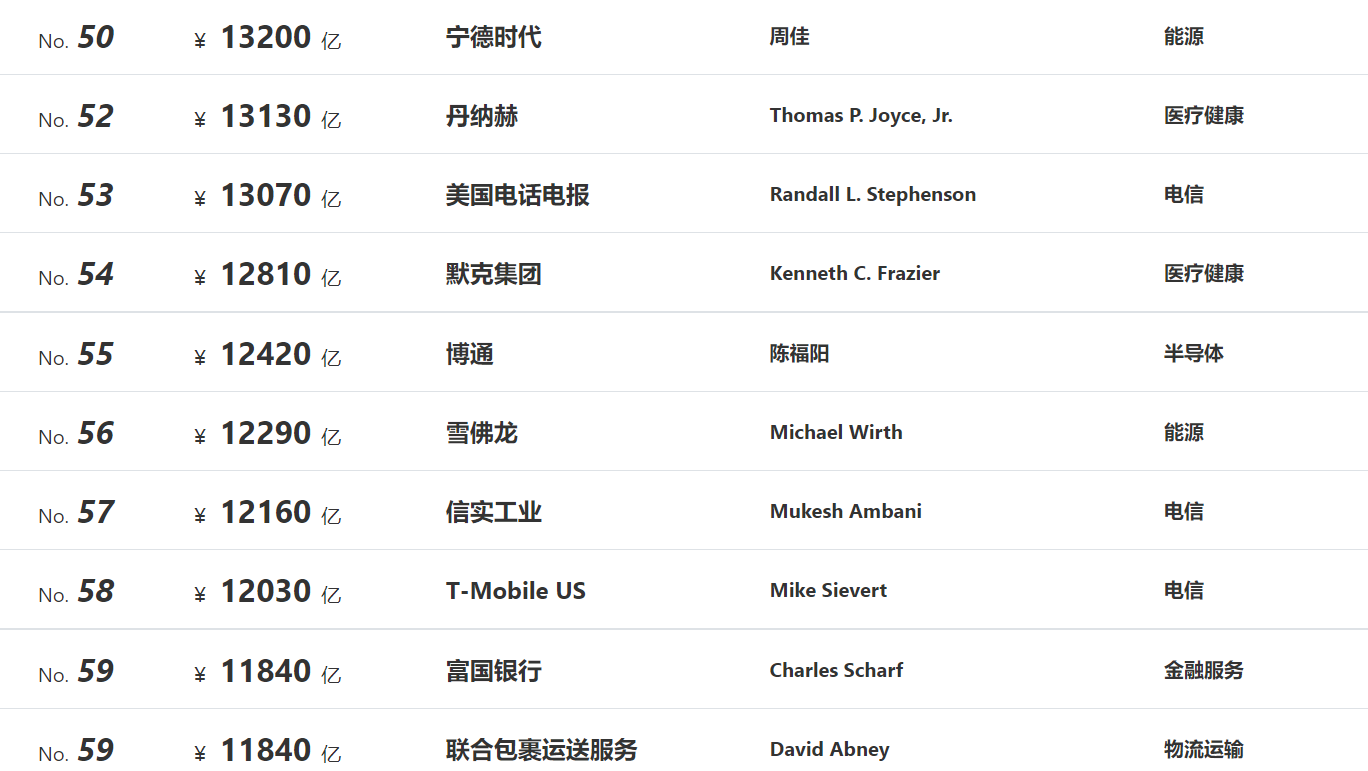 No. 50 ¥ 13200 亿 宁德时代 周佳 能源
No. 52 ¥ 13130 亿 丹纳赫 Thomas P. Joyce, Jr. 医疗健康
No. 53 ¥ 13070 亿 美国电话电报 Randall L. Stephenson 电信
No. 54 ¥ 12810 亿 默克集团 Kenneth C. Frazier 医疗健康
No. 55 ¥ 12420 亿 博通 陈福阳 半导体
No. 56 ¥ 12290 亿 雪佛龙 Michael Wirth 能源
No. 57 ¥ 12160 亿 信实工业 Mukesh Ambani 电信
No. 58 ¥ 12030 亿 T-Mobile US Mike Sievert 电信
No. 59 ¥ 11840 亿 富国银行 Charles Scharf 金融服务
No. 59 ¥ 11840 亿 联合包裹运送服务 David Abney 物流运输